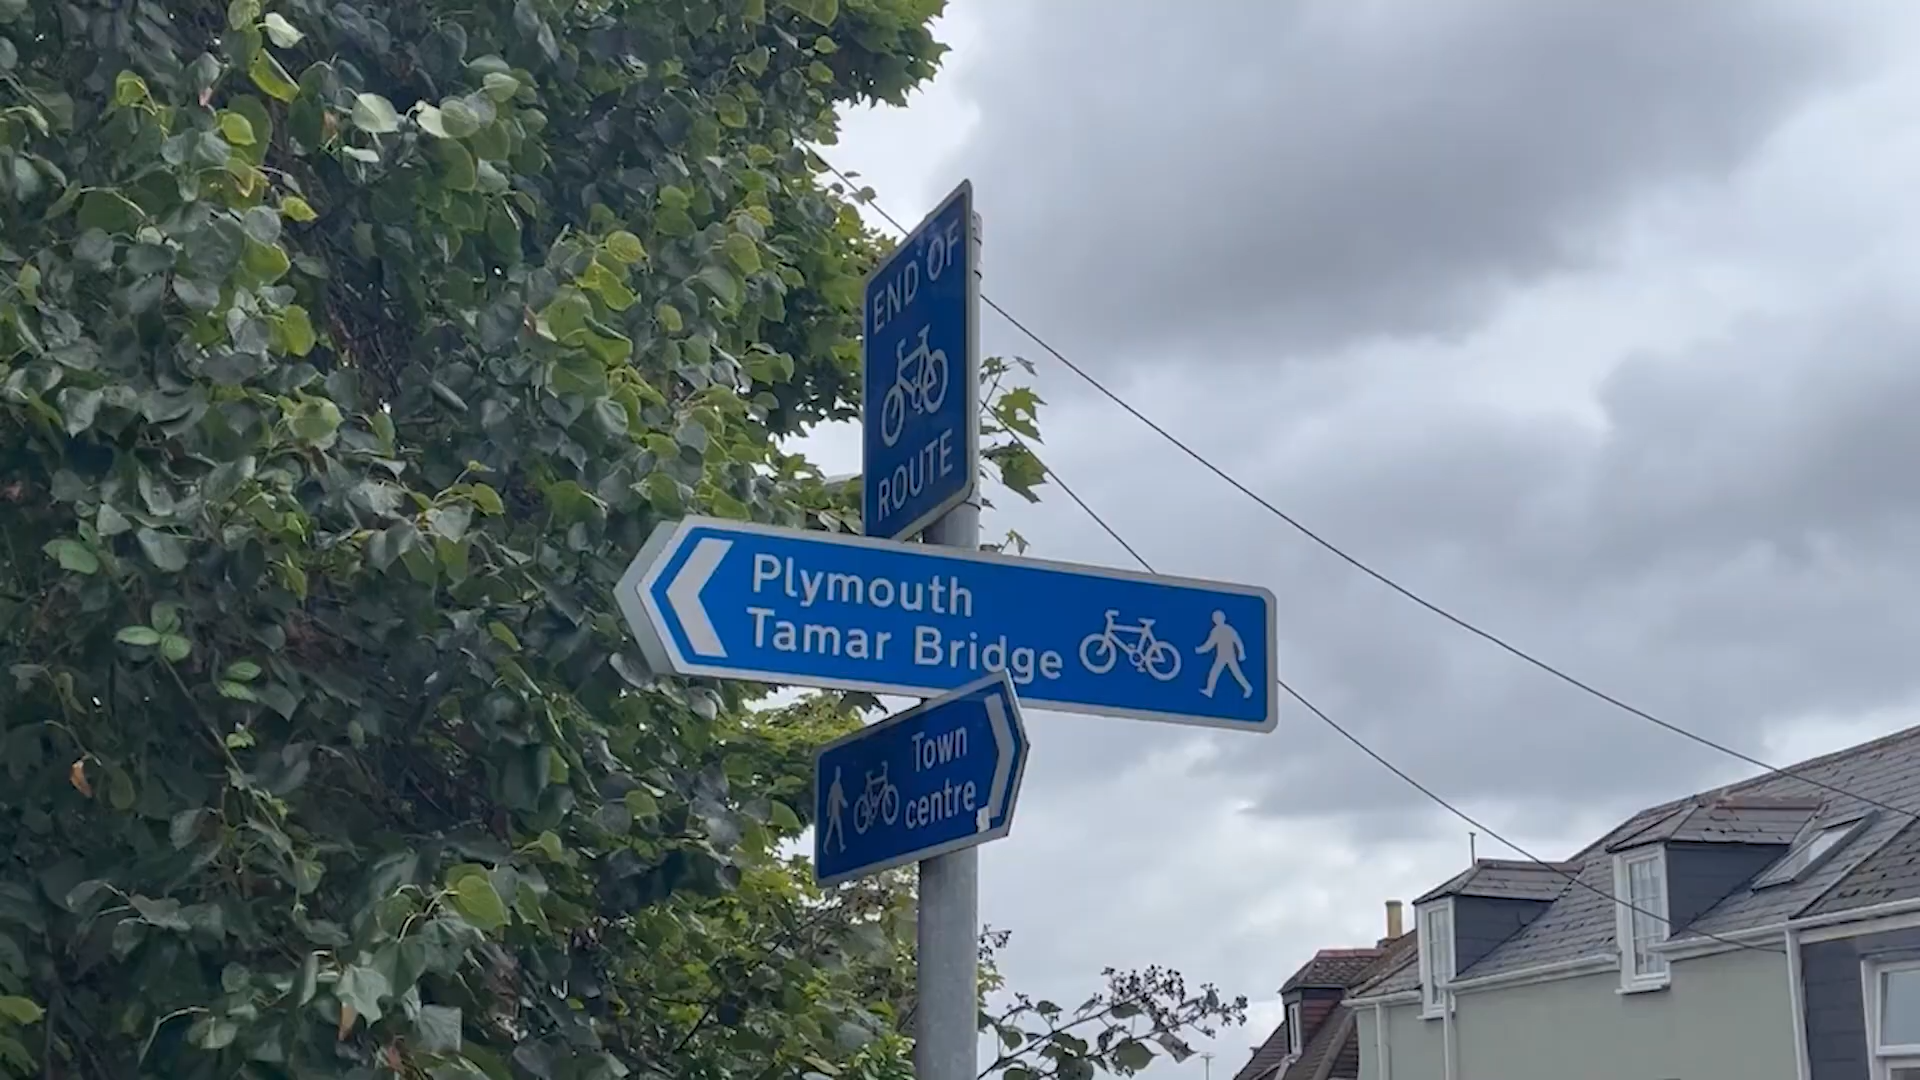 END OF
ROUTE
Plymouth
Tamar Bridge
Town
centre